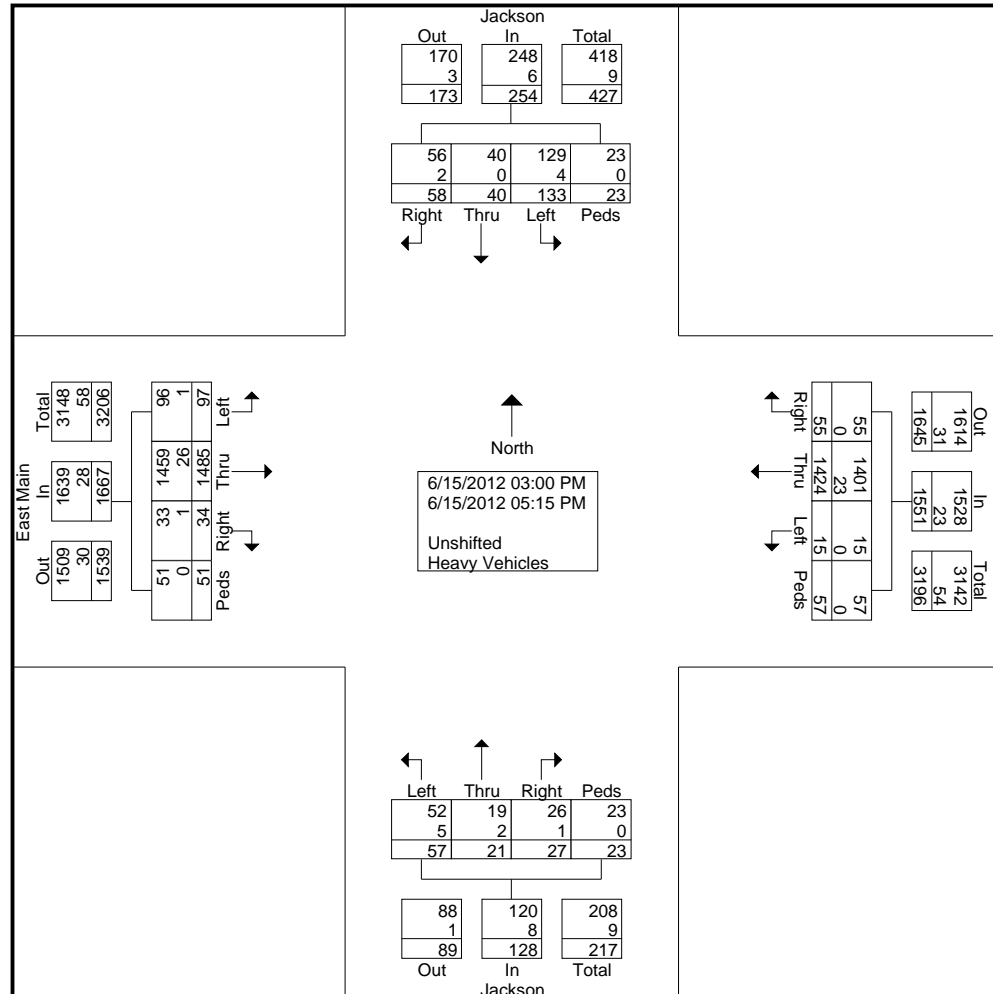 Jackson
Out In Total
170 248 418
3 6 9
173 254 427
56 40 129 23
2 0 4 0
58 40 133 23
Right Thru Left Peds
East Main
Total In Out
3148 1639 1509
58 28 30
3206 1667 1539
96 1459 33 51
1 26 1 0
97 1485 34 51
Left Thru Right Peds
North
6/15/2012 03:00 PM
6/15/2012 05:15 PM
Unshifted
Heavy Vehicles
Right Thru Left Peds
55 1424 15 57
0 23 0 0
55 1401 15 57
1645 1551 3196
31 23 54
1614 1528 3142
Out In Total
Left Thru Right Peds
52 19 26 23
5 2 1 0
57 21 27 23
88 120 208
1 8 9
89 128 217
Out In Total
Jackson